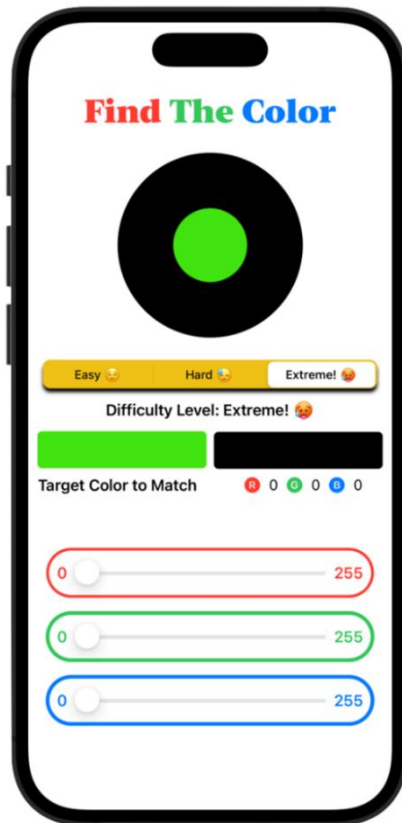 Find The Color
Easy 😏 Hard 😓 Extreme! 🥵
Difficulty Level: Extreme! 🥵
Target Color to Match R 0 G 0 B 0
0 255
0 255
0 255